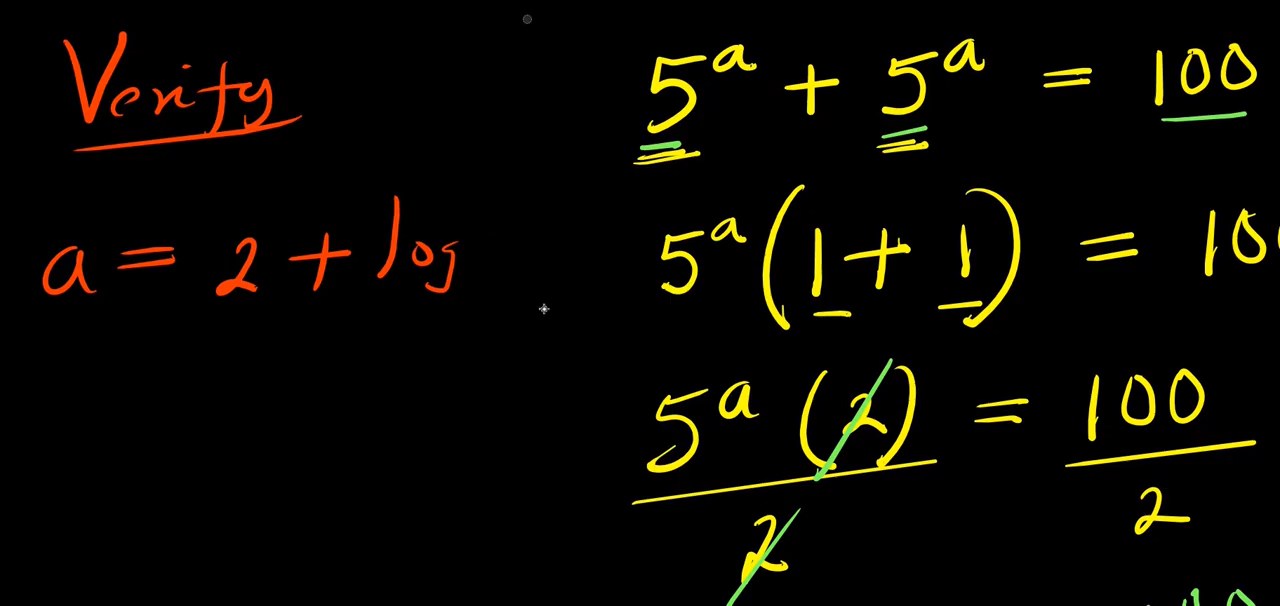 Verify
a = 2 + log
5^a + 5^a = 100
5^a (1 + 1) = 10
5^a (2) = 100
2 2